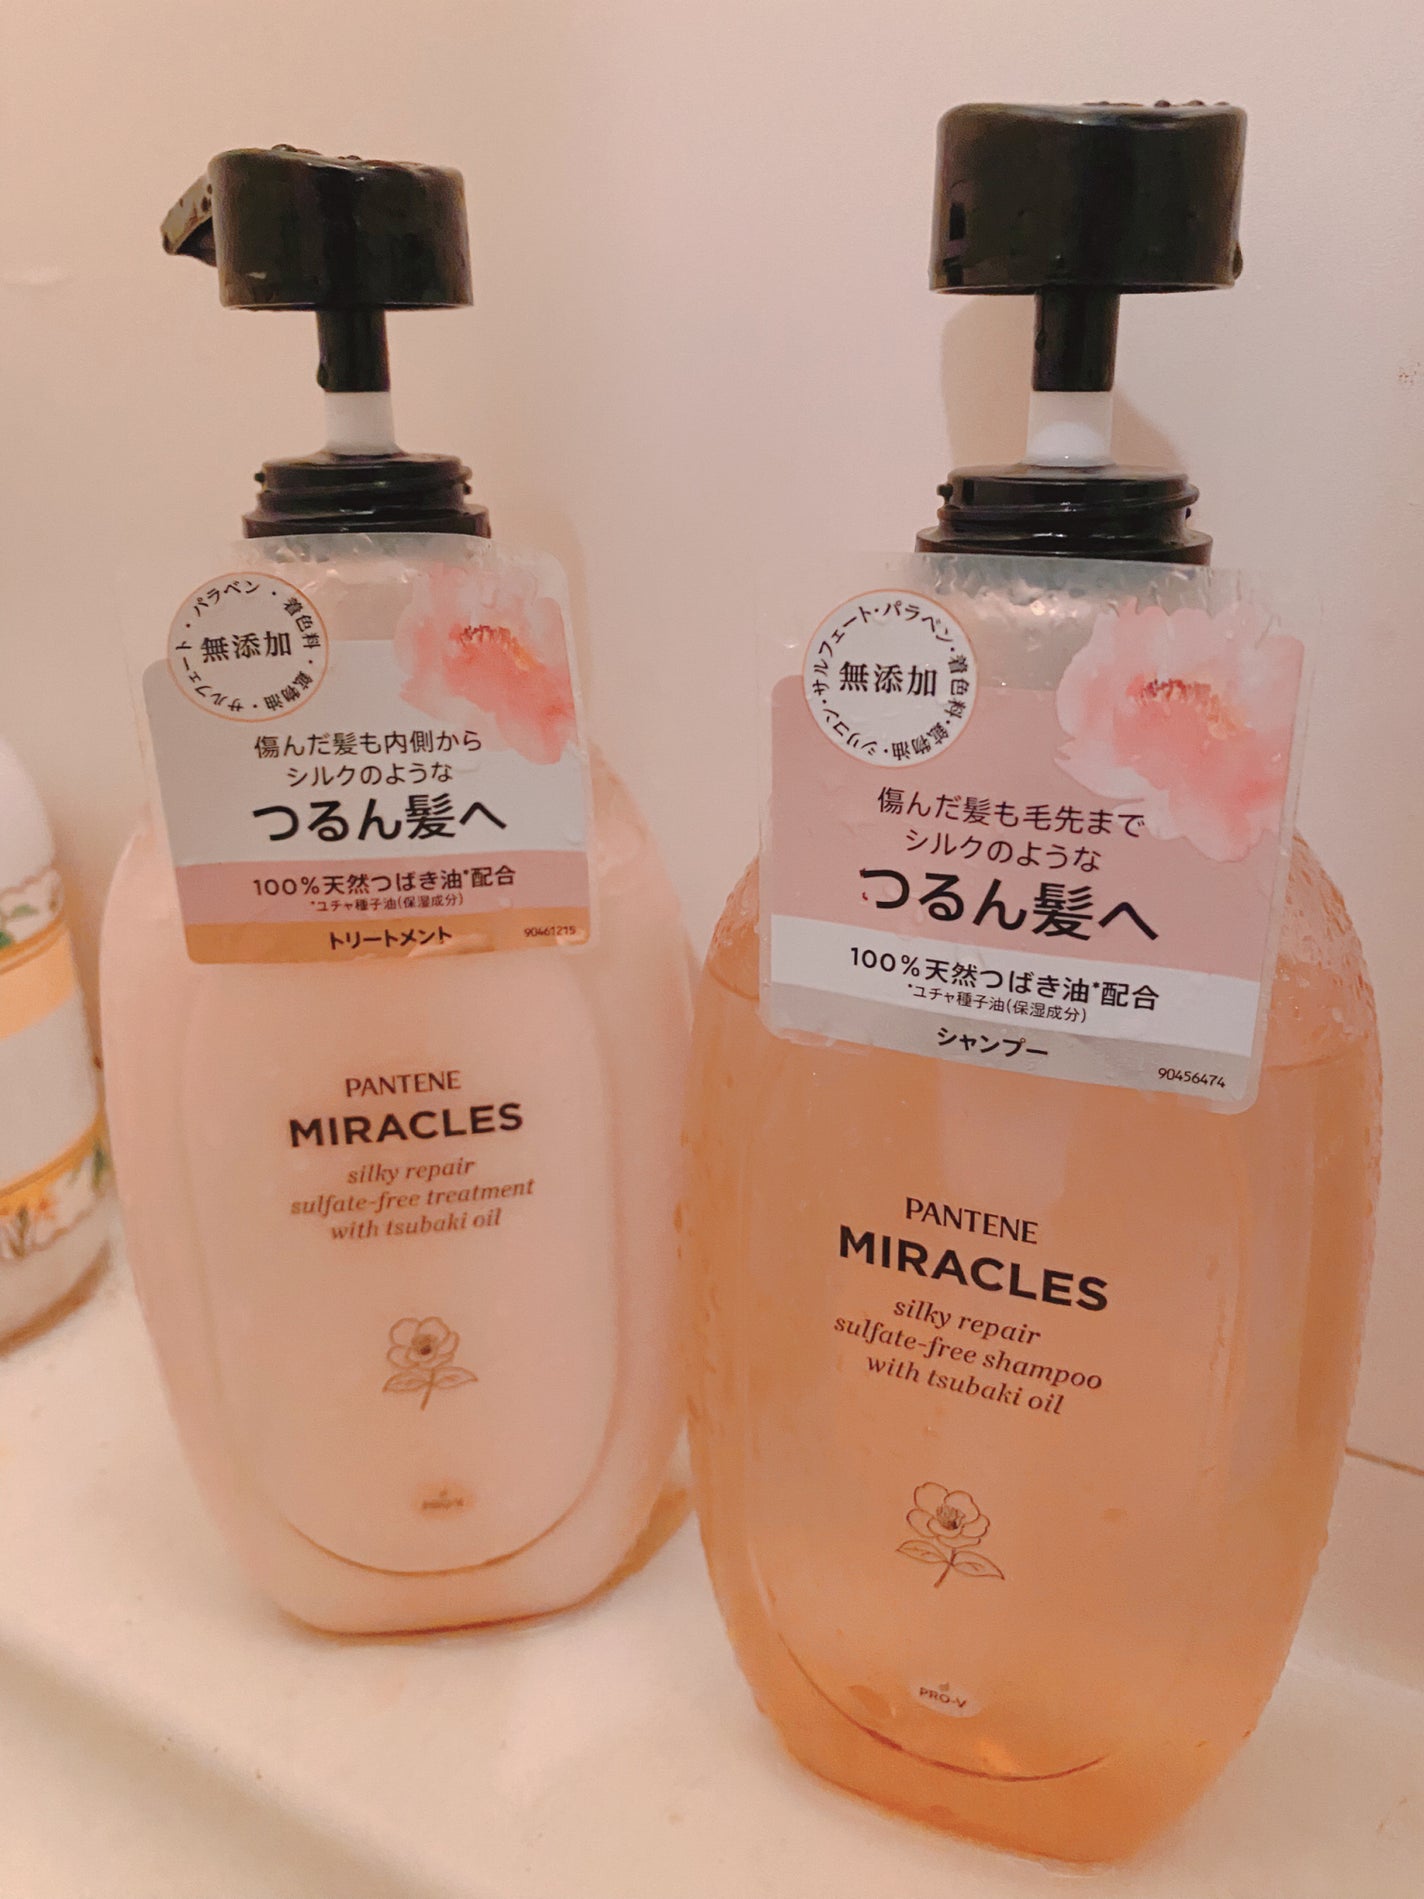 無添加
サルフェート・パラベン・着色料・鉱物油・
傷んだ髪も内側から
シルクのような
つるん髪へ
100%天然つばき油*配合
*ユチャ種子油(保湿成分)
トリートメント
90461215
PANTENE
MIRACLES
silky repair
sulfate-free treatment
with tsubaki oil
PRO-V
無添加
サルフェート・パラベン・着色料・鉱物油・シリコン・
傷んだ髪も毛先まで
シルクのような
つるん髪へ
100%天然つばき油*配合
*ユチャ種子油(保湿成分)
シャンプー
90456474
PANTENE
MIRACLES
silky repair
sulfate-free shampoo
with tsubaki oil
PRO-V